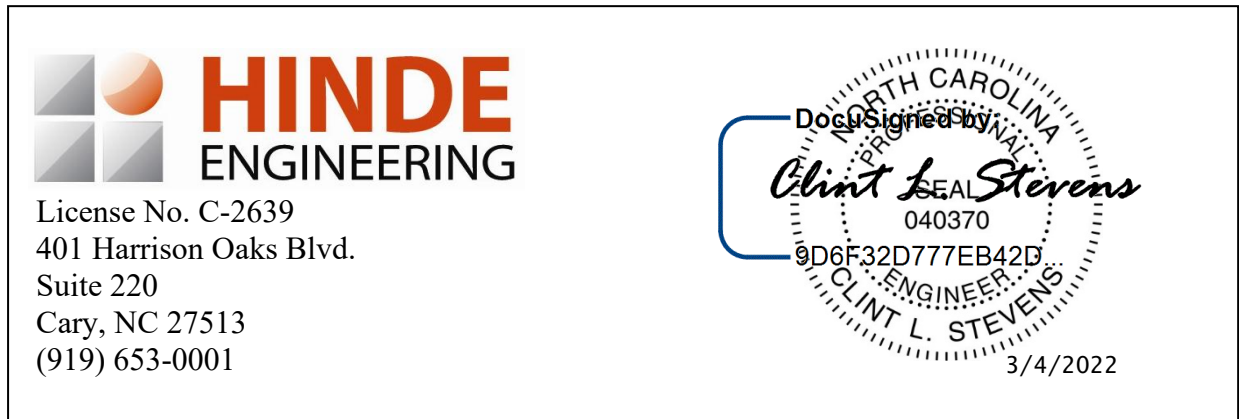 HINDE
ENGINEERING
License No. C-2639
401 Harrison Oaks Blvd.
Suite 220
Cary, NC 27513
(919) 653-0001
NORTH CAROLINA
PROFESSIONAL
DocuSigned by:
Clint L. Stevens
SEAL
040370
9D6F32D777EB42D...
ENGINEER
CLINT L. STEVENS
3/4/2022